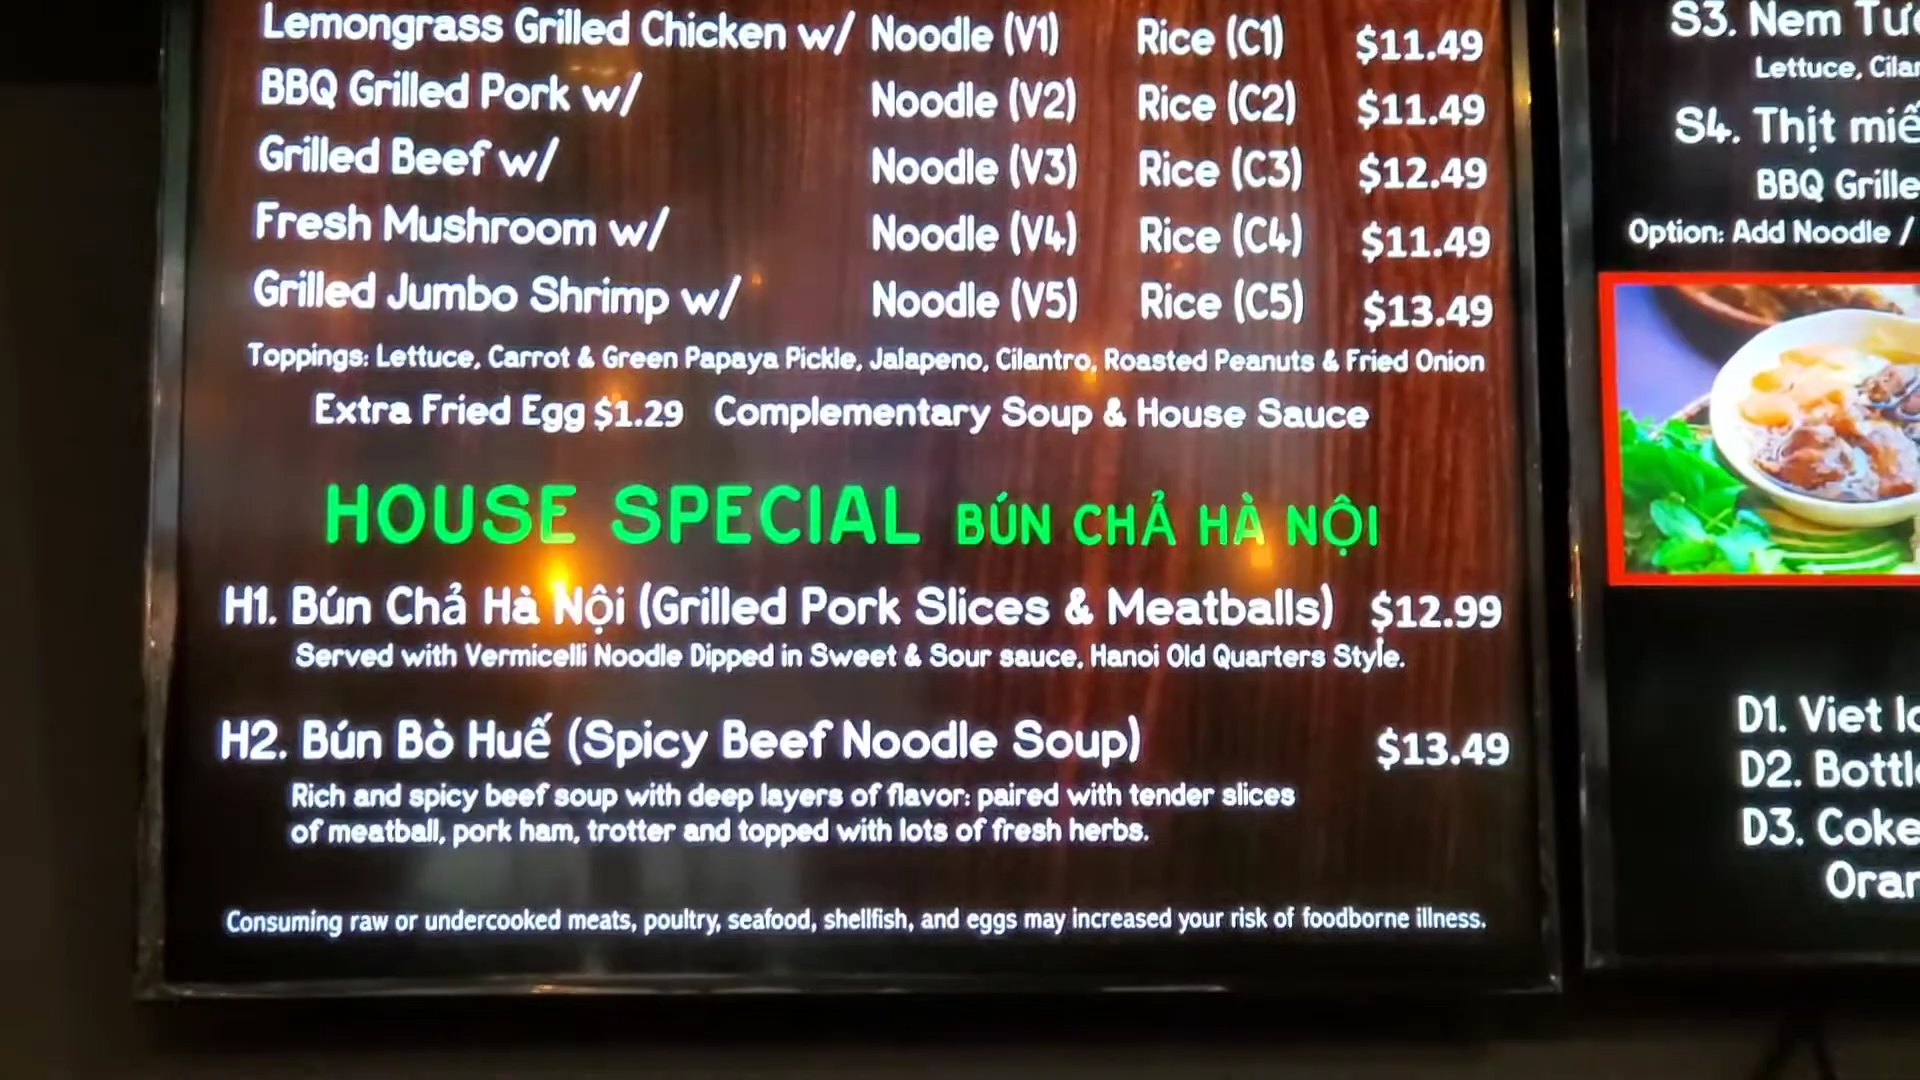 Lemongrass Grilled Chicken w/ Noodle (V1) Rice (C1) $11.49
BBQ Grilled Pork w/ Noodle (V2) Rice (C2) $11.49
Grilled Beef w/ Noodle (V3) Rice (C3) $12.49
Fresh Mushroom w/ Noodle (V4) Rice (C4) $11.49
Grilled Jumbo Shrimp w/ Noodle (V5) Rice (C5) $13.49
Toppings: Lettuce, Carrot & Green Papaya Pickle, Jalapeno, Cilantro, Roasted Peanuts & Fried Onion
Extra Fried Egg $1.29 Complementary Soup & House Sauce
HOUSE SPECIAL BÚN CHẢ HÀ NỘI
H1. Bún Chả Hà Nội (Grilled Pork Slices & Meatballs) $12.99
Served with Vermicelli Noodle Dipped in Sweet & Sour sauce, Hanoi Old Quarters Style.
H2. Bún Bò Huế (Spicy Beef Noodle Soup) $13.49
Rich and spicy beef soup with deep layers of flavor: paired with tender slices
of meatball, pork ham, trotter and topped with lots of fresh herbs.
Consuming raw or undercooked meats, poultry, seafood, shellfish, and eggs may increased your risk of foodborne illness.
S3. Nem
Lettuce,
S4. Thịt
BBQ
Option: Add Noodle /
D1. Viet
D2.
D3. Coke